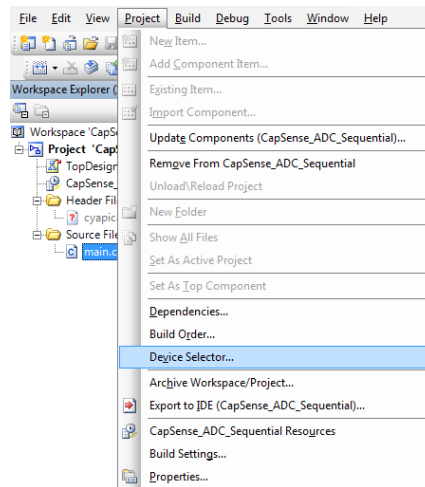 File Edit View Project Build Debug Tools Window Help
New Item...
Add Component Item...
Workspace Explorer (
Existing Item...
Import Component...
Workspace 'CapS
Update Components (CapSense_ADC_Sequential)...
Project 'Cap
Remove From CapSense_ADC_Sequential
TopDesign
Unload\Reload Project
CapSense_
Header Fil
New Folder
cyapic
Source File
Show All Files
main.c
Set As Active Project
Set As Top Component
Dependencies...
Build Order...
Device Selector...
Archive Workspace/Project...
Export to IDE (CapSense_ADC_Sequential)...
CapSense_ADC_Sequential Resources
Build Settings...
Properties...